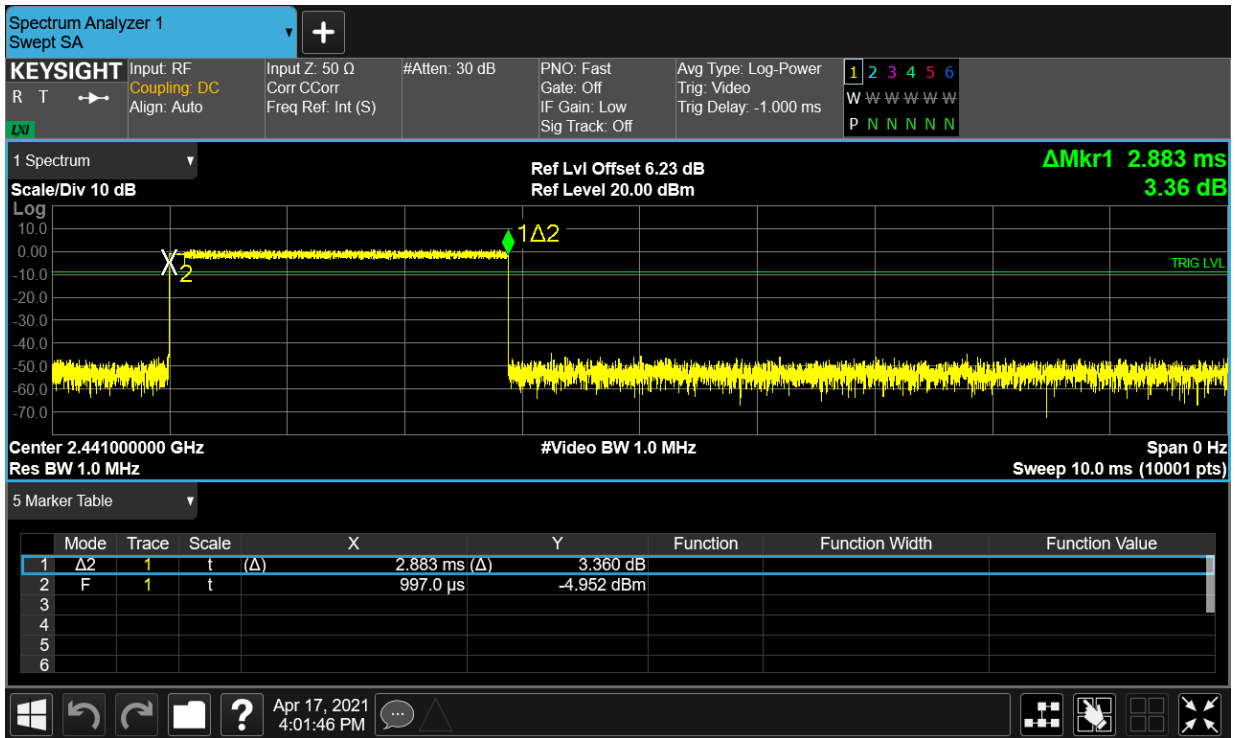 Spectrum Analyzer 1
Swept SA
KEYSIGHT
R T
LXI
Input: RF
Coupling: DC
Align: Auto
Input Z: 50 Ω
Corr CCorr
Freq Ref: Int (S)
#Atten: 30 dB
PNO: Fast
Gate: Off
IF Gain: Low
Sig Track: Off
Avg Type: Log-Power
Trig: Video
Trig Delay: -1.000 ms
1 2 3 4 5 6
W W W W W W
P N N N N N
1 Spectrum
Scale/Div 10 dB
Ref Lvl Offset 6.23 dB
Ref Level 20.00 dBm
ΔMkr1 2.883 ms
3.36 dB
Log
10.0
0.00
-10.0
-20.0
-30.0
-40.0
-50.0
-60.0
-70.0
1Δ2
2
TRIG LVL
Center 2.441000000 GHz
Res BW 1.0 MHz
#Video BW 1.0 MHz
Span 0 Hz
Sweep 10.0 ms (10001 pts)
5 Marker Table
Mode Trace Scale X Y Function Function Width Function Value
1 Δ2 1 t (Δ) 2.883 ms (Δ) 3.360 dB
2 F 1 t 997.0 µs -4.952 dBm
3
4
5
6
?
Apr 17, 2021
4:01:46 PM